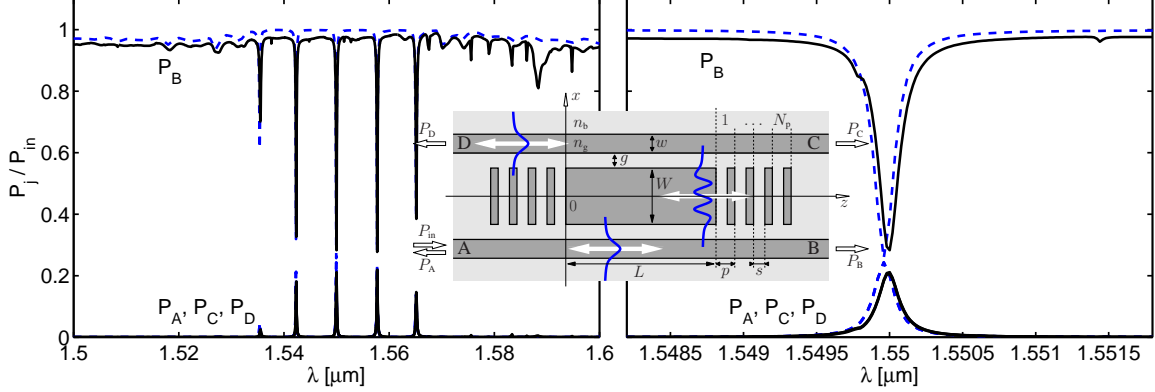 P_j / P_in
1
0.8
0.6
0.4
0.2
0
P_B
P_A, P_C, P_D
1.5
1.52
1.54
1.56
1.58
1.6
λ [μm]
x
n_b
1
...
N_p
P_D
D
n_g
w
C
P_C
g
W
0
z
P_in
P_A
A
B
P_B
L
p
s
P_B
P_A, P_C, P_D
1.5485
1.549
1.5495
1.55
1.5505
1.551
1.5515
λ [μm]